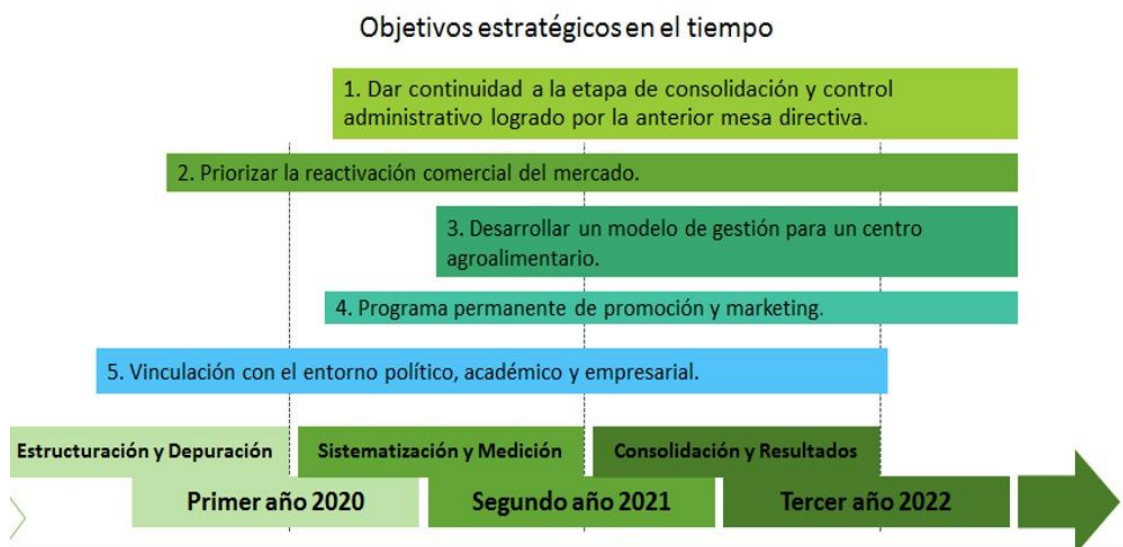 Objetivos estratégicos en el tiempo
1. Dar continuidad a la etapa de consolidación y control
administrativo logrado por la anterior mesa directiva.
2. Priorizar la reactivación comercial del mercado.
3. Desarrollar un modelo de gestión para un centro
agroalimentario.
4. Programa permanente de promoción y marketing.
5. Vinculación con el entorno político, académico y empresarial.
Estructuración y Depuración
Sistematización y Medición
Consolidación y Resultados
Primer año 2020
Segundo año 2021
Tercer año 2022